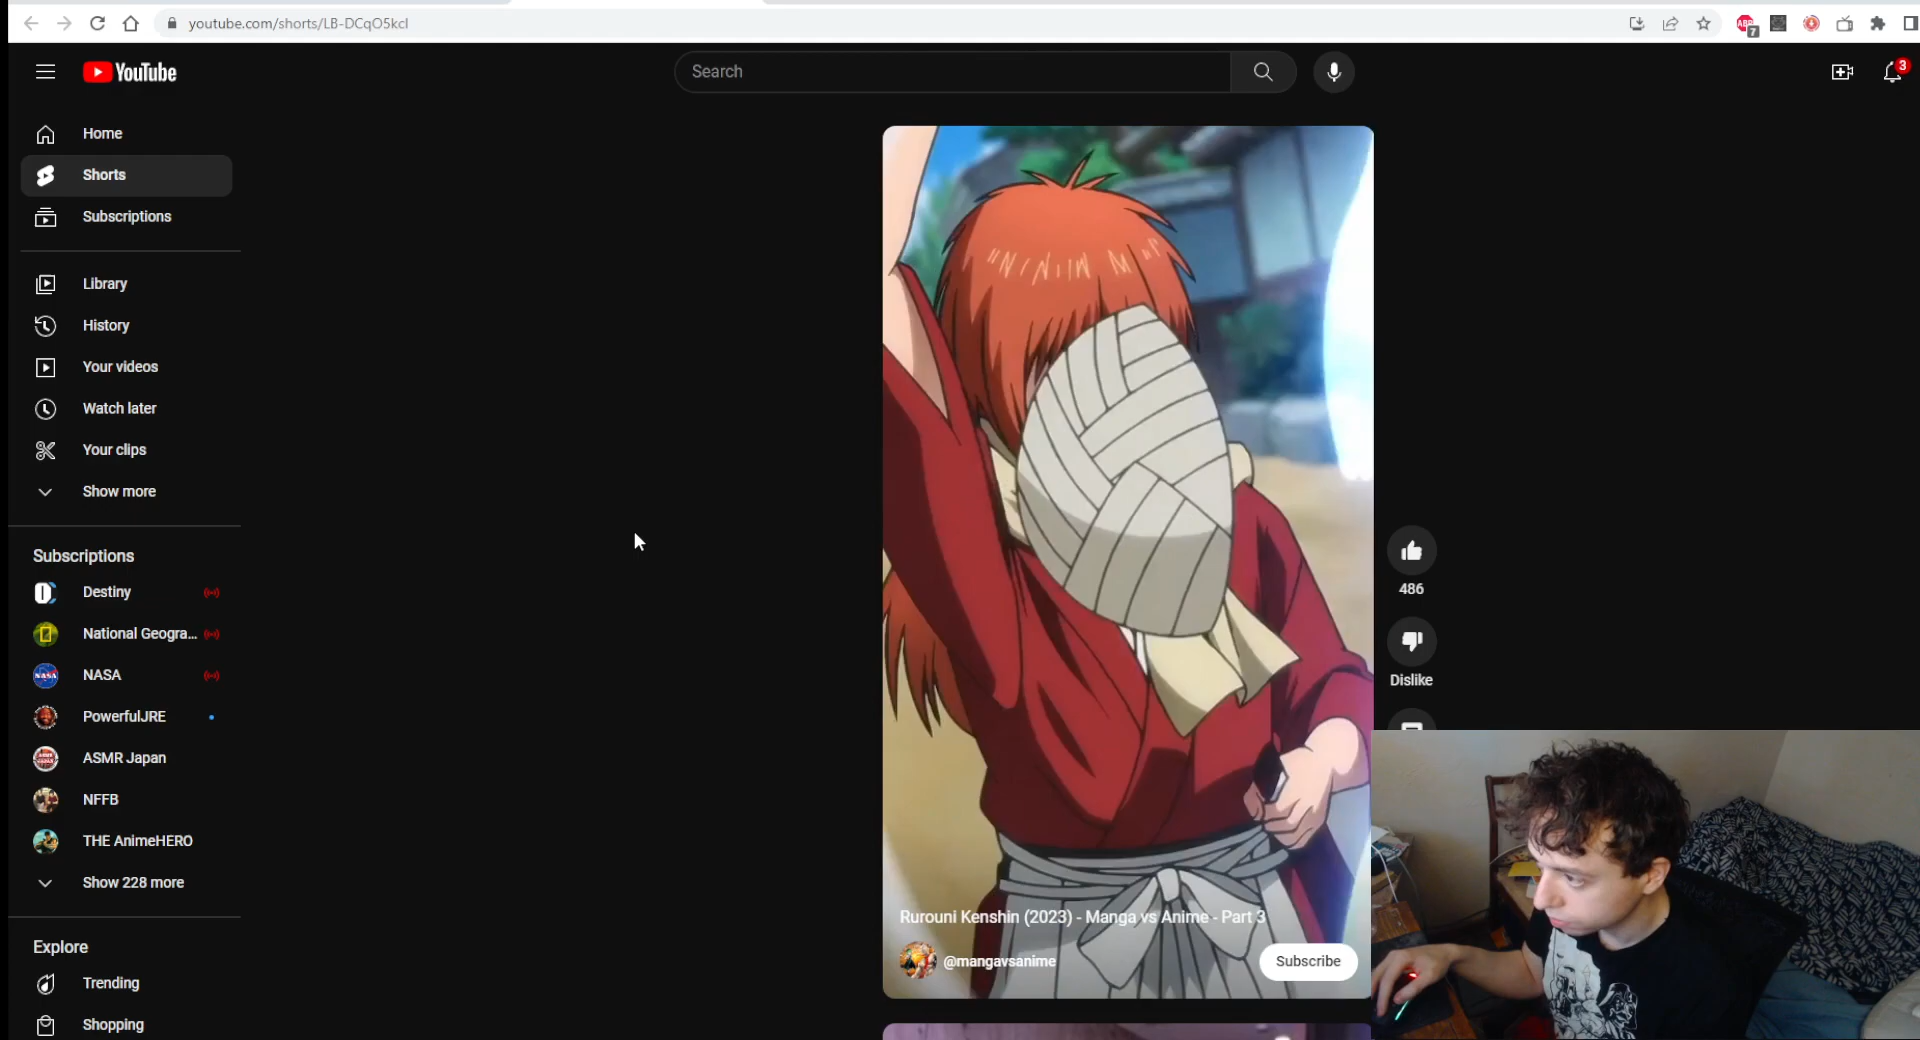 youtube.com/shorts/LB-DCqO5kcI
7
YouTube
Search
3
Home
Shorts
Subscriptions
Library
History
Your videos
Watch later
Your clips
Show more
Subscriptions
Destiny
National Geogra...
NASA
PowerfulJRE
ASMR Japan
NFFB
THE AnimeHERO
Show 228 more
Explore
Trending
Shopping
486
Dislike
Rurouni Kenshin (2023) - Manga vs Anime - Part 3
@mangavsanime
Subscribe